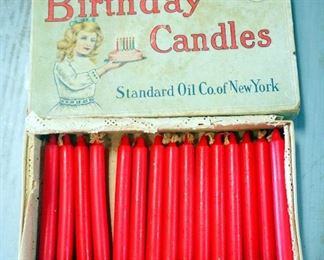 Birthday
Candles
Standard Oil Co. of New York